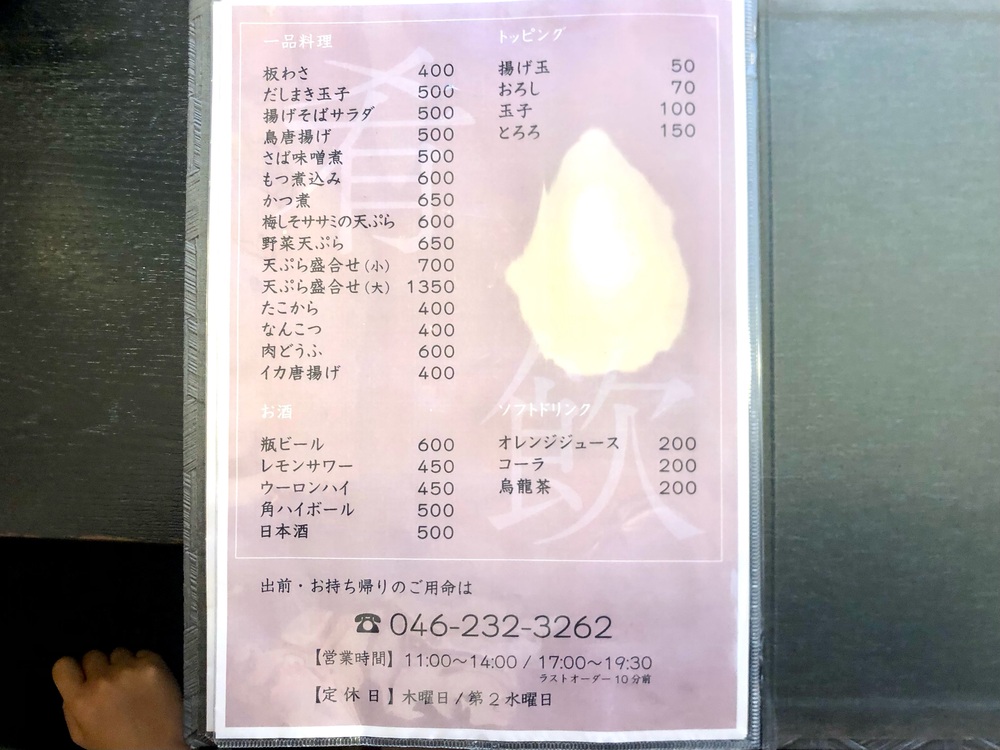 一品料理
板わさ 400
だしまき玉子 500
揚げそばサラダ 500
鳥唐揚げ 500
さば味噌煮 500
もつ煮込み 600
かつ煮 650
梅しそササミの天ぷら 600
野菜天ぷら 650
天ぷら盛合せ（小） 700
天ぷら盛合せ（大） 1350
たこから 400
なんこつ 400
肉どうふ 600
イカ唐揚げ 400
肴
トッピング
揚げ玉 50
おろし 70
玉子 100
とろろ 150
お酒
瓶ビール 600
レモンサワー 450
ウーロンハイ 450
角ハイボール 500
日本酒 500
飲
ソフトドリンク
オレンジジュース 200
コーラ 200
烏龍茶 200
出前・お持ち帰りのご用命は
☎046-232-3262
【営業時間】11:00〜14:00 / 17:00〜19:30
ラストオーダー10分前
【定休日】木曜日 / 第2水曜日